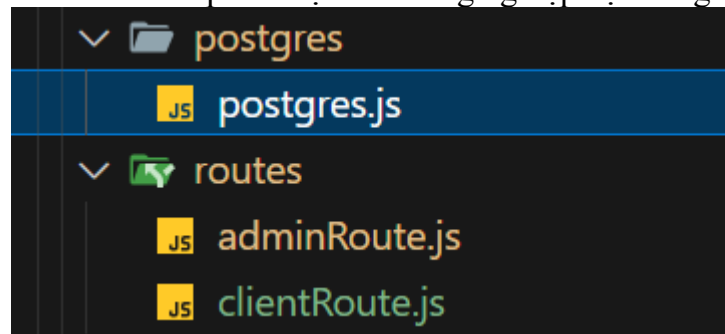 postgres
JS postgres.js
routes
JS adminRoute.js
JS clientRoute.js